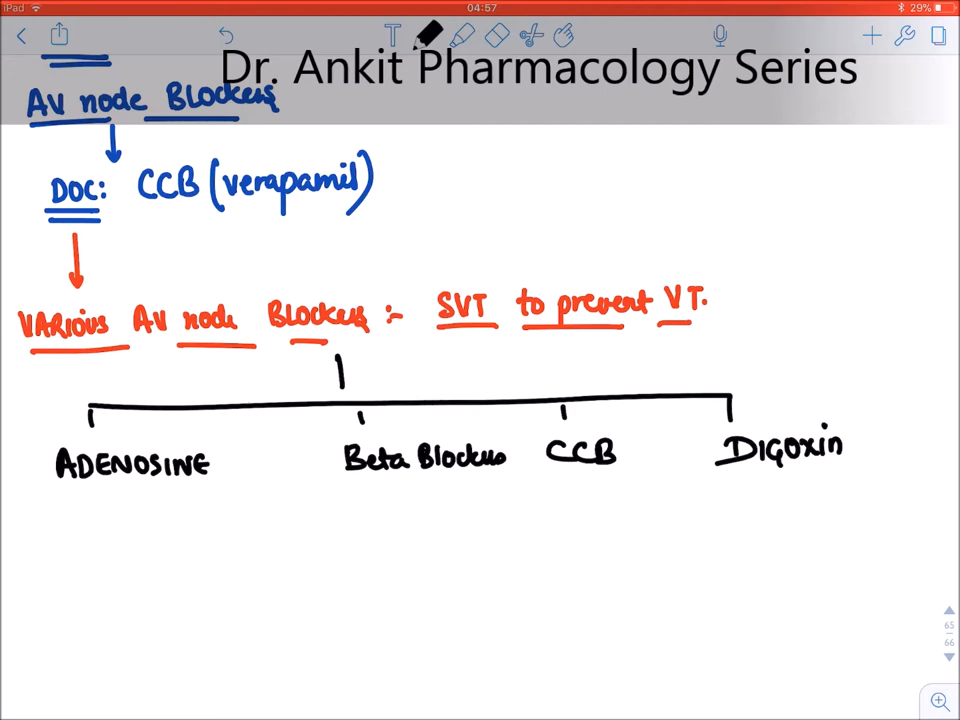 iPad 04:57 29%
Dr. Ankit Pharmacology Series
AV node Blockers
DOC: CCB (verapamil)
VARIOUS AV node Blockers :- SVT to prevent VT.
ADENOSINE Beta Blockers CCB DIGOXIN
65
66